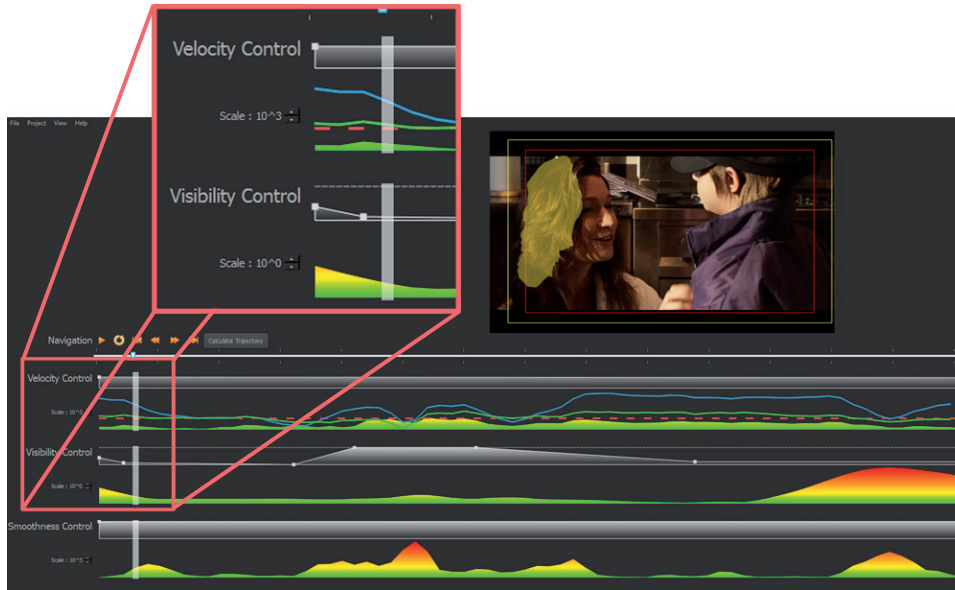 Velocity Control
Scale : 10^3
Visibility Control
Scale : 10^0
File Project View Help
Navigation
Calculate Trajectory
Velocity Control
Scale : 10^3
Visibility Control
Scale : 10^0
Smoothness Control
Scale : 10^3